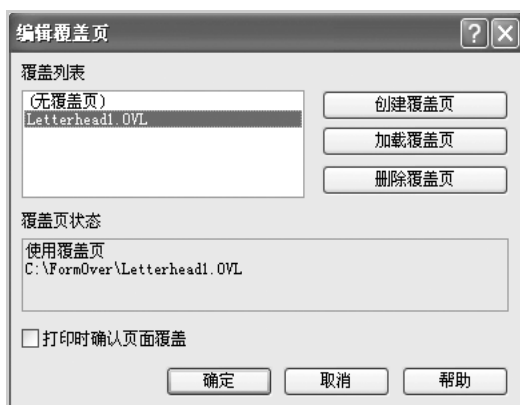 编辑覆盖页
覆盖列表
(无覆盖页)
Letterhead1.OVL
创建覆盖页
加载覆盖页
删除覆盖页
覆盖页状态
使用覆盖页
C:\FormOver\Letterhead1.OVL
打印时确认页面覆盖
确定
取消
帮助